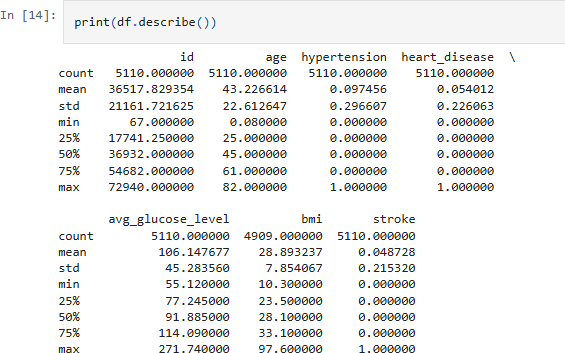 In [14]: print(df.describe())
id age hypertension heart_disease \
count 5110.000000 5110.000000 5110.000000 5110.000000
mean 36517.829354 43.226614 0.097456 0.054012
std 21161.721625 22.612647 0.296607 0.226063
min 67.000000 0.080000 0.000000 0.000000
25% 17741.250000 25.000000 0.000000 0.000000
50% 36932.000000 45.000000 0.000000 0.000000
75% 54682.000000 61.000000 0.000000 0.000000
max 72940.000000 82.000000 1.000000 1.000000
avg_glucose_level bmi stroke
count 5110.000000 4909.000000 5110.000000
mean 106.147677 28.893237 0.048728
std 45.283560 7.854067 0.215320
min 55.120000 10.300000 0.000000
25% 77.245000 23.500000 0.000000
50% 91.885000 28.100000 0.000000
75% 114.090000 33.100000 0.000000
max 271.740000 97.600000 1.000000